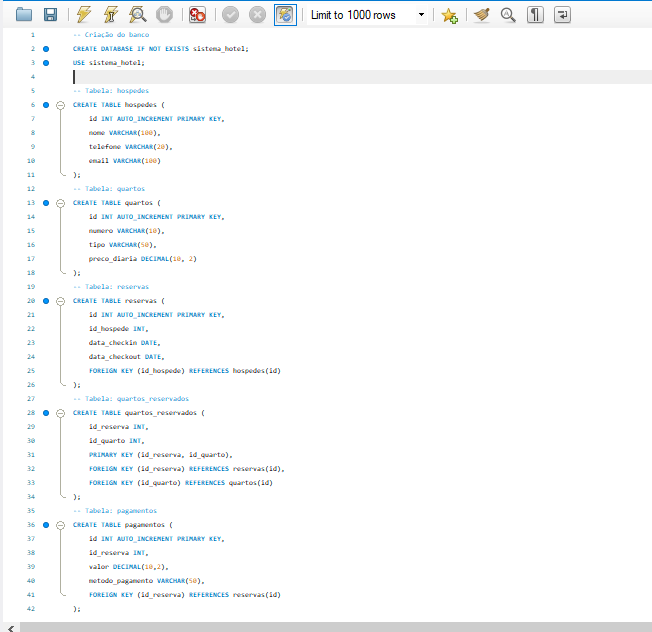 Limit to 1000 rows
1 -- Criação do banco
2 CREATE DATABASE IF NOT EXISTS sistema_hotel;
3 USE sistema_hotel;
4
5 -- Tabela: hospedes
6 CREATE TABLE hospedes (
7 id INT AUTO_INCREMENT PRIMARY KEY,
8 nome VARCHAR(100),
9 telefone VARCHAR(20),
10 email VARCHAR(100)
11 );
12 -- Tabela: quartos
13 CREATE TABLE quartos (
14 id INT AUTO_INCREMENT PRIMARY KEY,
15 numero VARCHAR(10),
16 tipo VARCHAR(50),
17 preco_diaria DECIMAL(10, 2)
18 );
19 -- Tabela: reservas
20 CREATE TABLE reservas (
21 id INT AUTO_INCREMENT PRIMARY KEY,
22 id_hospede INT,
23 data_checkin DATE,
24 data_checkout DATE,
25 FOREIGN KEY (id_hospede) REFERENCES hospedes(id)
26 );
27 -- Tabela: quartos_reservados
28 CREATE TABLE quartos_reservados (
29 id_reserva INT,
30 id_quarto INT,
31 PRIMARY KEY (id_reserva, id_quarto),
32 FOREIGN KEY (id_reserva) REFERENCES reservas(id),
33 FOREIGN KEY (id_quarto) REFERENCES quartos(id)
34 );
35 -- Tabela: pagamentos
36 CREATE TABLE pagamentos (
37 id INT AUTO_INCREMENT PRIMARY KEY,
38 id_reserva INT,
39 valor DECIMAL(10,2),
40 metodo_pagamento VARCHAR(50),
41 FOREIGN KEY (id_reserva) REFERENCES reservas(id)
42 );